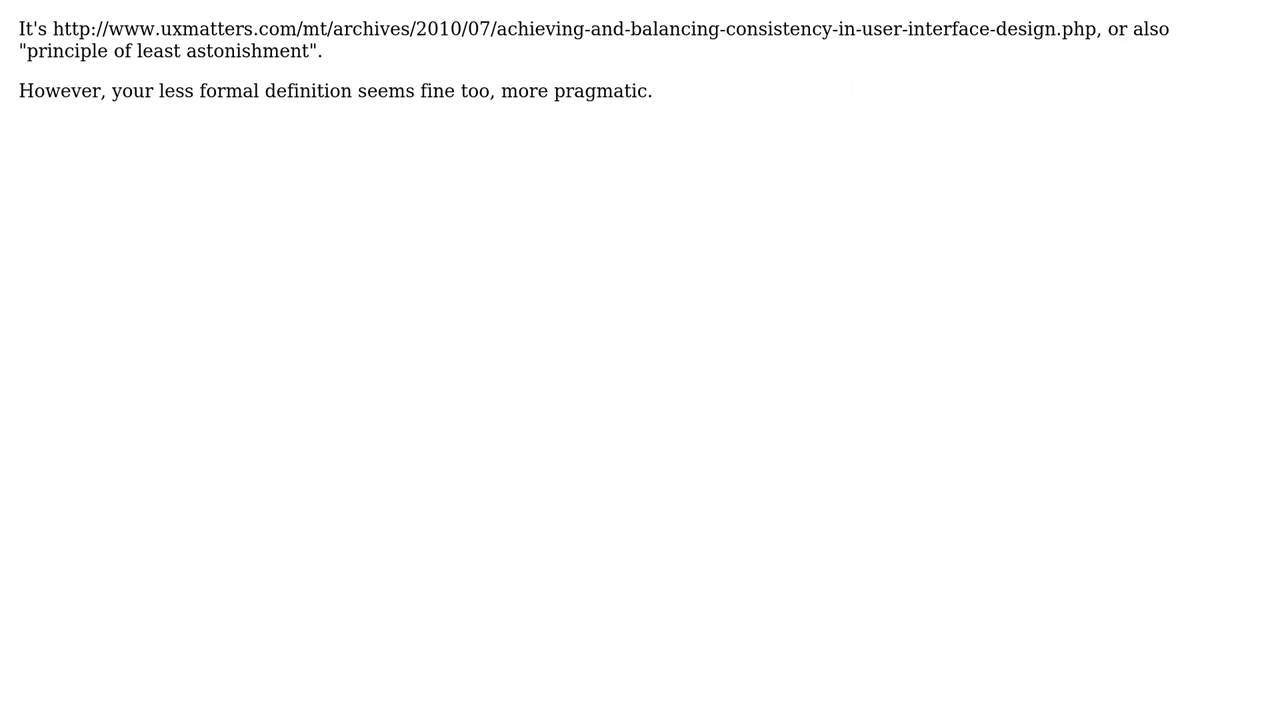 It's http://www.uxmatters.com/mt/archives/2010/07/achieving-and-balancing-consistency-in-user-interface-design.php, or also
"principle of least astonishment".
However, your less formal definition seems fine too, more pragmatic.